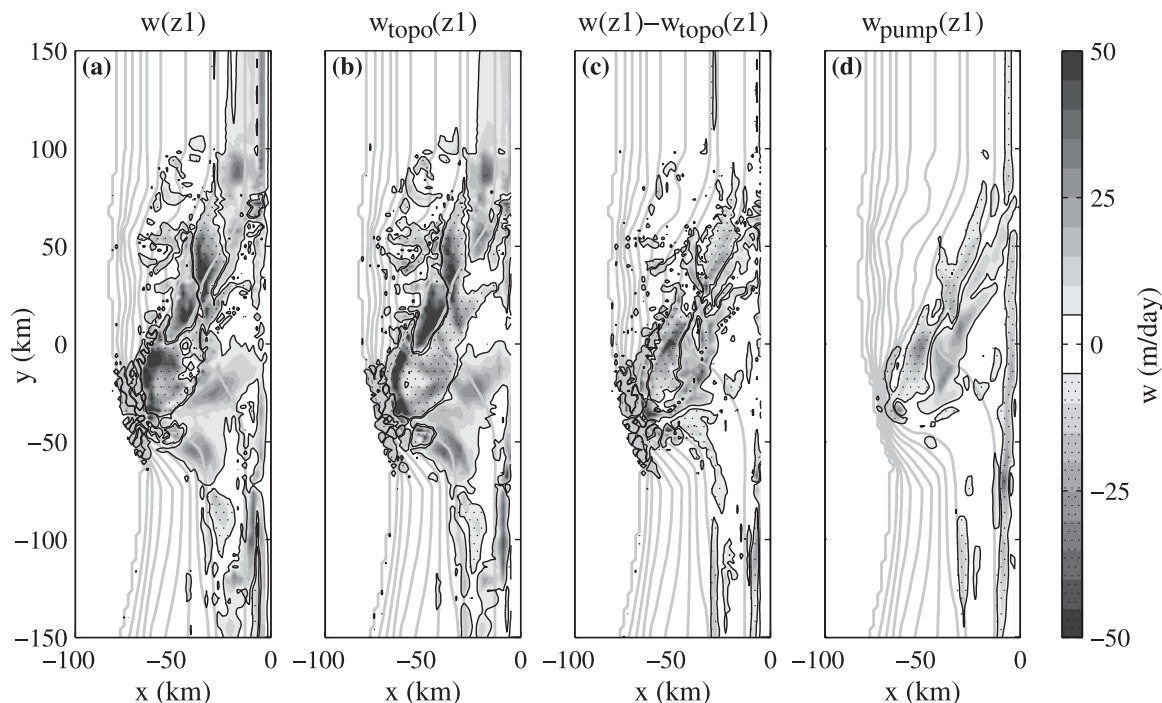 w(z1)
w_topo(z1)
w(z1)−w_topo(z1)
w_pump(z1)
(a)
(b)
(c)
(d)
150
100
50
0
−50
−100
−150
y (km)
−100 −50 0
−100 −50 0
−100 −50 0
−100 −50 0
x (km)
x (km)
x (km)
x (km)
50
25
0
−25
−50
w (m/day)